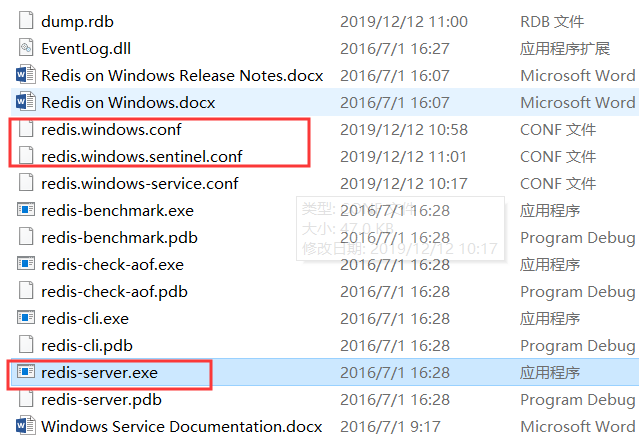 dump.rdb 2019/12/12 11:00 RDB 文件
EventLog.dll 2016/7/1 16:27 应用程序扩展
Redis on Windows Release Notes.docx 2016/7/1 16:07 Microsoft Word
Redis on Windows.docx 2016/7/1 16:07 Microsoft Word
redis.windows.conf 2019/12/12 10:58 CONF 文件
redis.windows.sentinel.conf 2019/12/12 11:01 CONF 文件
redis.windows-service.conf 2019/12/12 10:17 CONF 文件
redis-benchmark.exe 2016/7/1 16:28 应用程序
类型: CONF 文件
大小: 47.0 KB
修改日期: 2019/12/12 10:17
redis-benchmark.pdb 2016/7/1 16:28 Program Debug
redis-check-aof.exe 2016/7/1 16:28 应用程序
redis-check-aof.pdb 2016/7/1 16:28 Program Debug
redis-cli.exe 2016/7/1 16:28 应用程序
redis-cli.pdb 2016/7/1 16:28 Program Debug
redis-server.exe 2016/7/1 16:28 应用程序
redis-server.pdb 2016/7/1 16:28 Program Debug
Windows Service Documentation.docx 2016/7/1 9:17 Microsoft Word